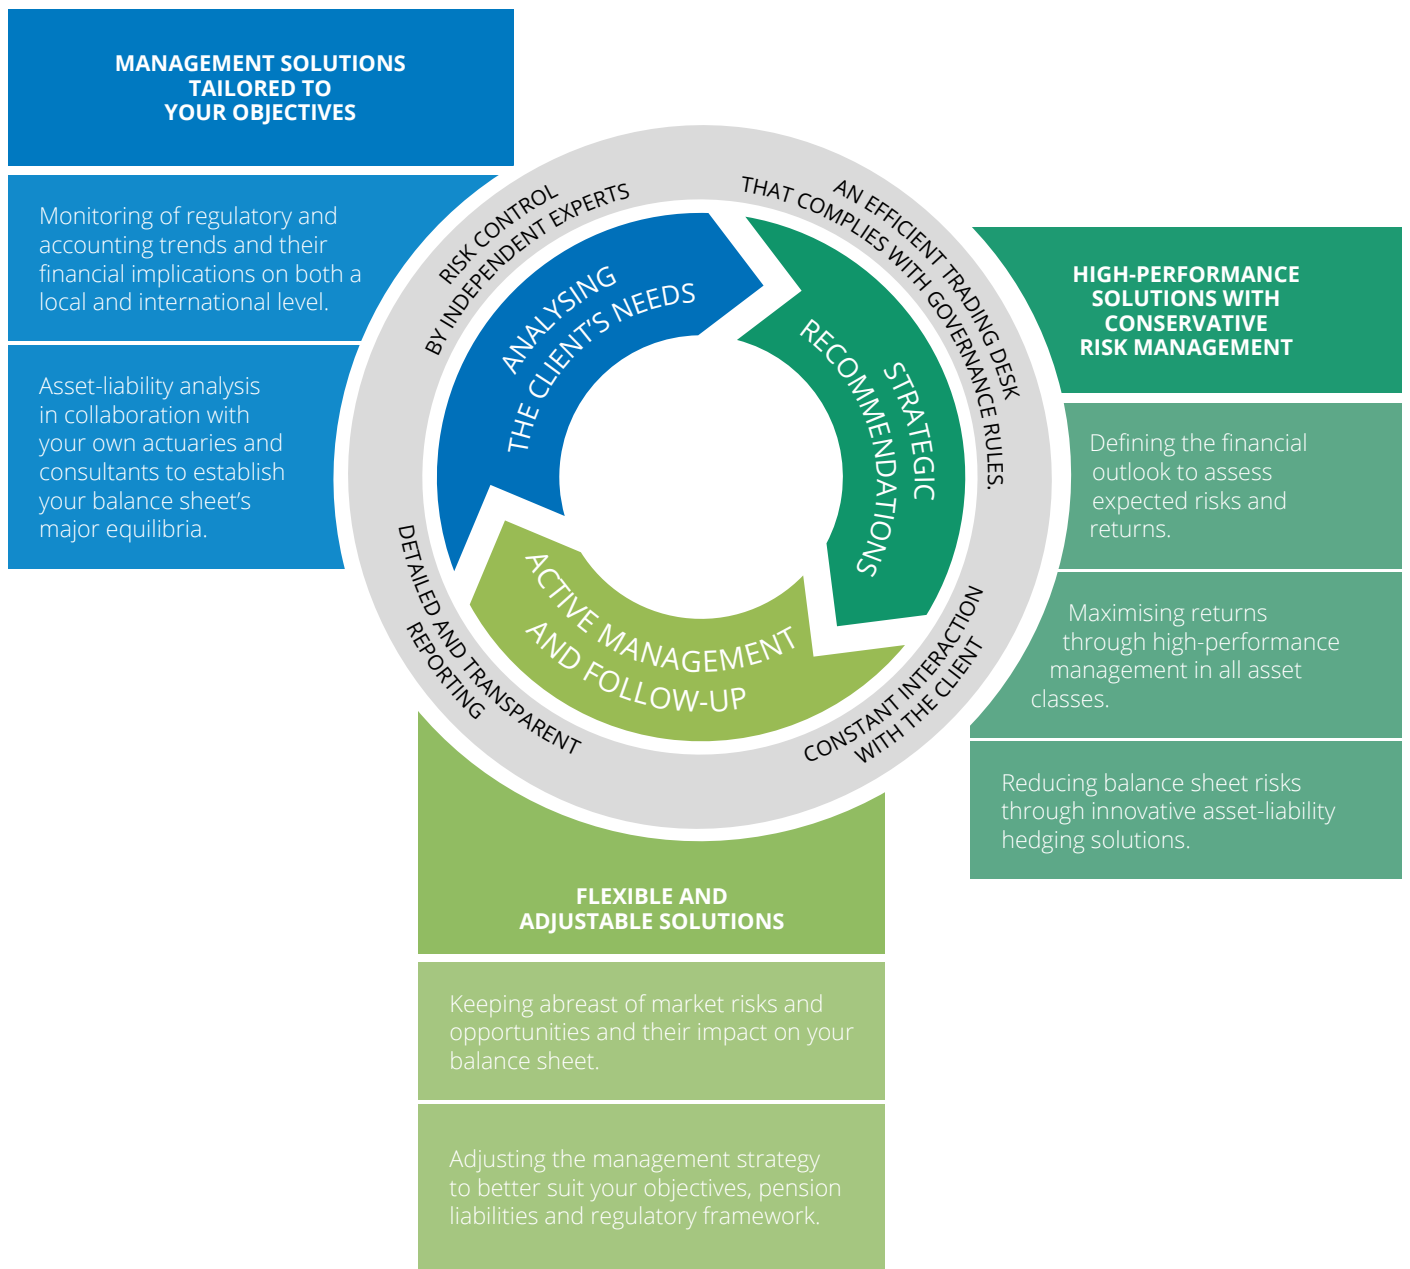 MANAGEMENT SOLUTIONS
TAILORED TO
YOUR OBJECTIVES
Monitoring of regulatory and
accounting trends and their
financial implications on both a
local and international level.
Asset-liability analysis
in collaboration with
your own actuaries and
consultants to establish
your balance sheet’s
major equilibria.
RISK CONTROL
BY INDEPENDENT EXPERTS
AN EFFICIENT TRADING DESK
THAT COMPLIES WITH GOVERNANCE RULES.
ANALYSING
THE CLIENT’S NEEDS
STRATEGIC
RECOMMENDATIONS
ACTIVE MANAGEMENT
AND FOLLOW-UP
DETAILED AND TRANSPARENT
REPORTING
CONSTANT INTERACTION
WITH THE CLIENT
HIGH-PERFORMANCE
SOLUTIONS WITH
CONSERVATIVE
RISK MANAGEMENT
Defining the financial
outlook to assess
expected risks and
returns.
Maximising returns
through high-performance
management in all asset
classes.
Reducing balance sheet risks
through innovative asset-liability
hedging solutions.
FLEXIBLE AND
ADJUSTABLE SOLUTIONS
Keeping abreast of market risks and
opportunities and their impact on your
balance sheet.
Adjusting the management strategy
to better suit your objectives, pension
liabilities and regulatory framework.